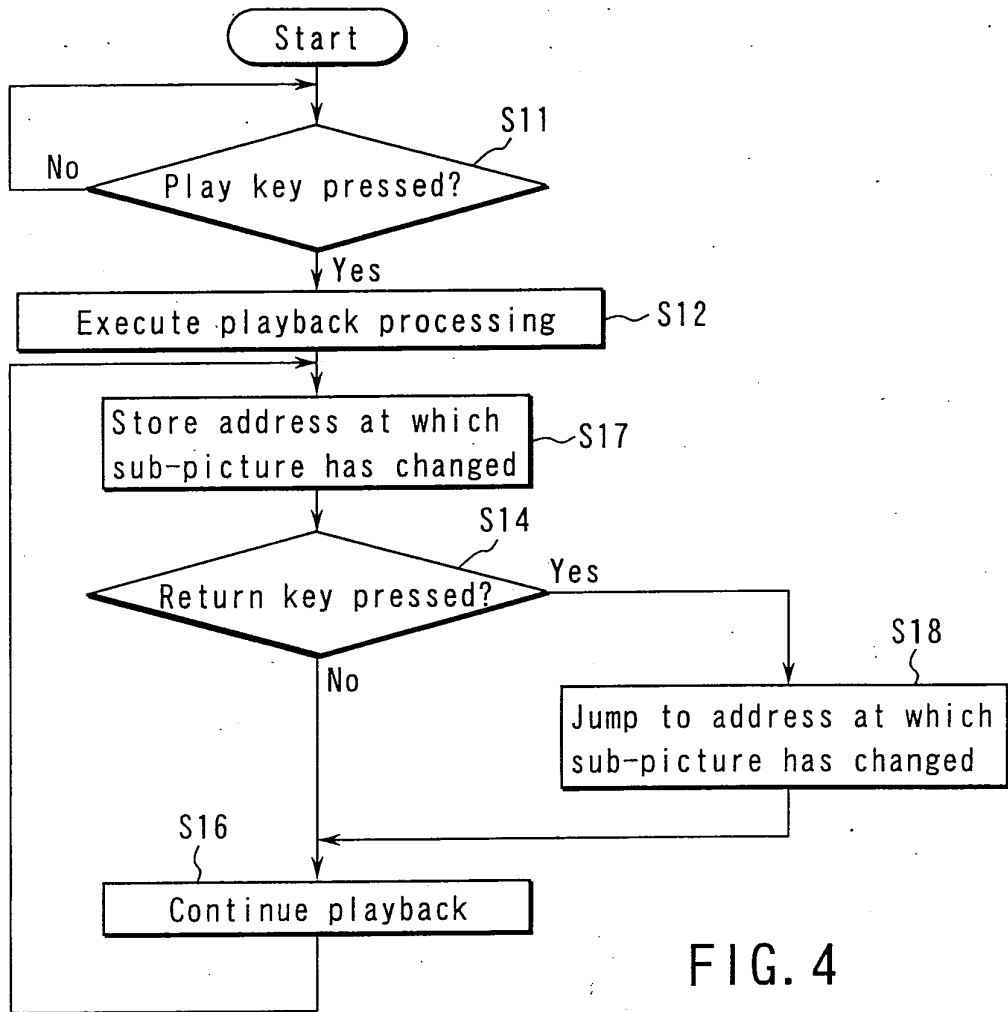 Start
S11
No
Play key pressed?
Yes
Execute playback processing
S12
Store address at which
sub-picture has changed
S17
S14
Yes
Return key pressed?
No
S18
Jump to address at which
sub-picture has changed
S16
Continue playback
FIG. 4